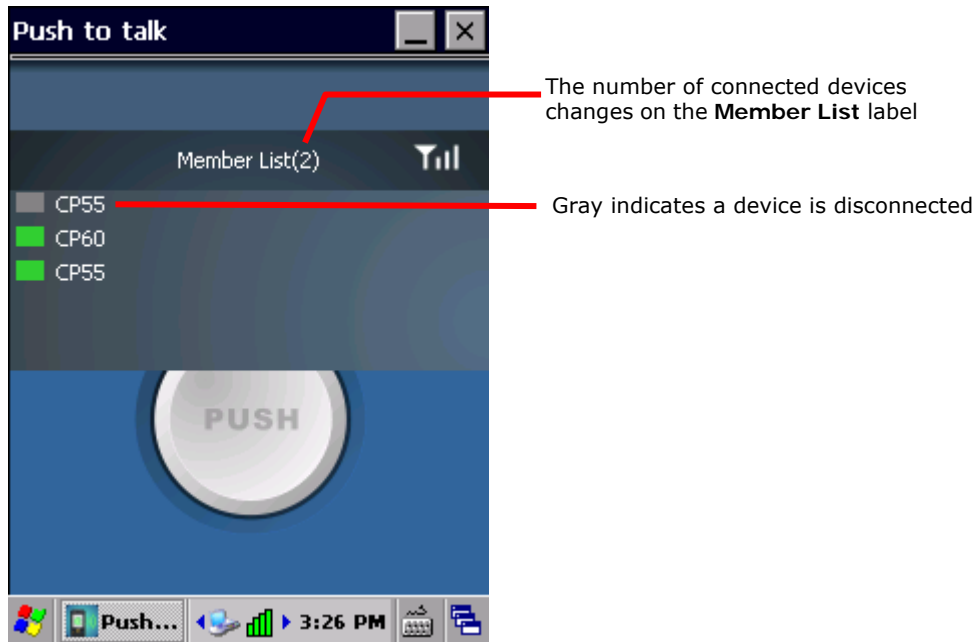 Push to talk
The number of connected devices
changes on the Member List label
Member List(2)
CP55
Gray indicates a device is disconnected
CP60
CP55
PUSH
Push... 3:26 PM